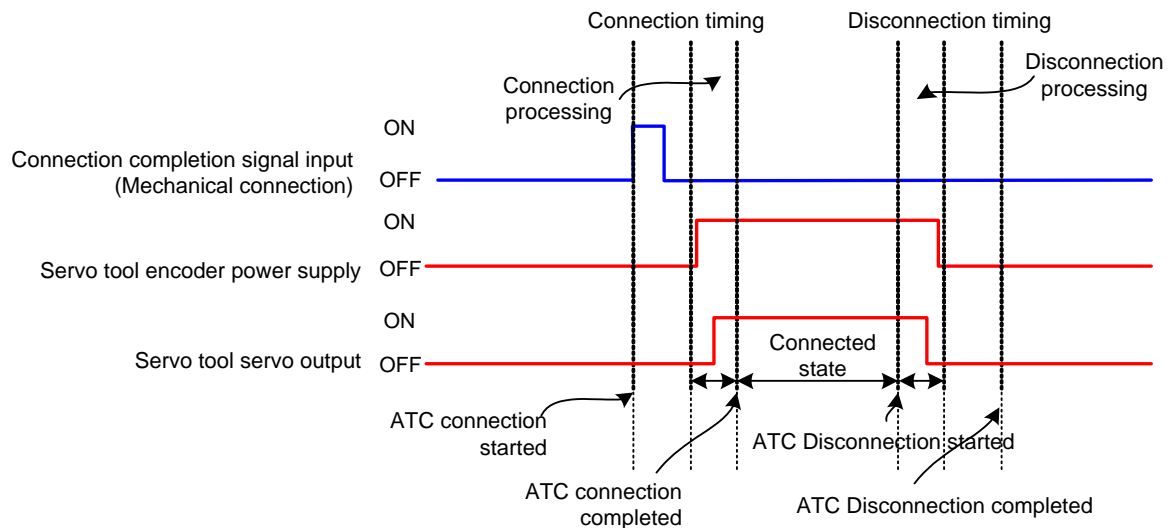 Connection timing
Disconnection timing
Connection
processing
Disconnection
processing
ON
Connection completion signal input
(Mechanical connection)
OFF
ON
Servo tool encoder power supply
OFF
ON
Servo tool servo output
OFF
Connected
state
ATC connection
started
ATC Disconnection started
ATC connection
completed
ATC Disconnection completed